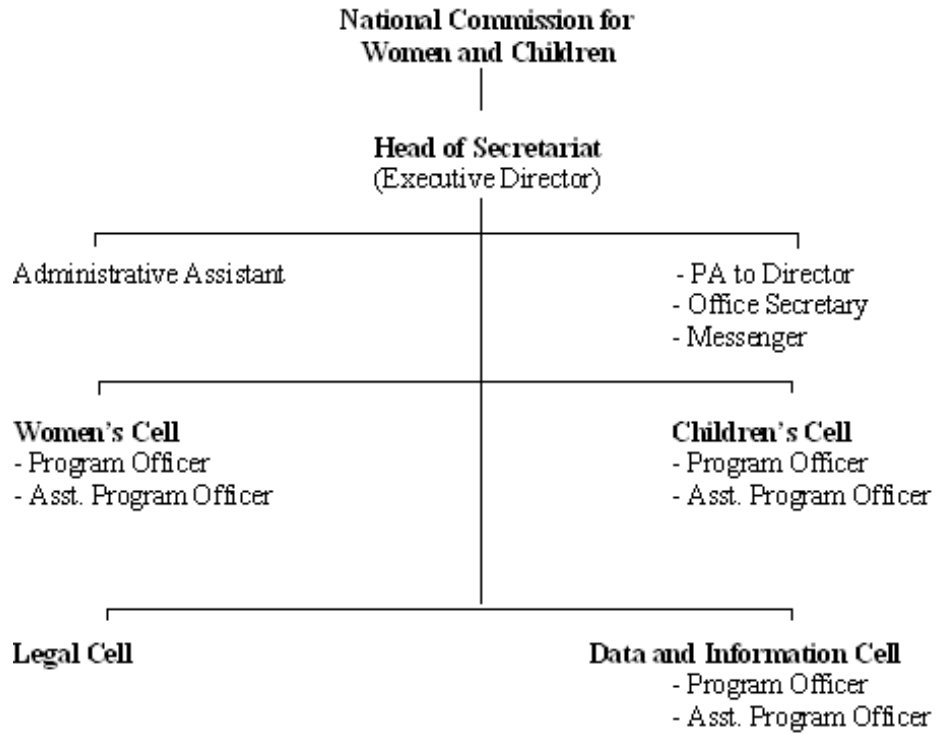 National Commission for
Women and Children
Head of Secretariat
(Executive Director)
Administrative Assistant
- PA to Director
- Office Secretary
- Messenger
Women's Cell
- Program Officer
- Asst. Program Officer
Children's Cell
- Program Officer
- Asst. Program Officer
Legal Cell
Data and Information Cell
- Program Officer
- Asst. Program Officer